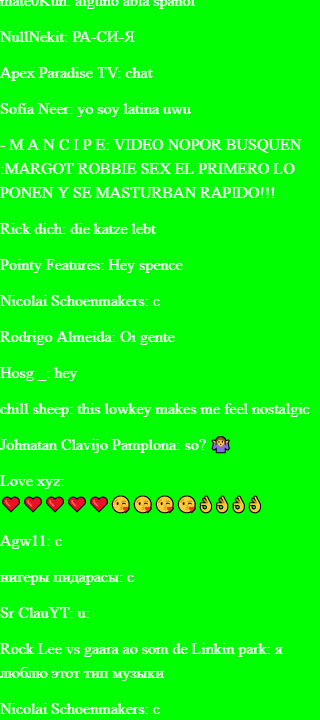 mateoKun: alguno abla spañol
NullNekit: РА-СИ-Я
Apex Paradise TV: chat
Sofia Neer: yo soy latina uwu
- M A N C I P E: VIDEO NOPOR BUSQUEN
:MARGOT ROBBIE SEX EL PRIMERO LO
PONEN Y SE MASTURBAN RAPIDO!!!
Rick dich: die katze lebt
Pointy Features: Hey spence
Nicolai Schoenmakers: c
Rodrigo Almeida: Oi gente
Hosg _: hey
chill sheep: this lowkey makes me feel nostalgic
Johnatan Clavijo Pamplona: so? 🤷‍♀️
Love xyz:
❤️❤️❤️❤️❤️😘😘😘😘👌👌👌👌
Agw11: c
нигеры пидарасы: c
Sr ClauYT: u:
Rock Lee vs gaara ao som de Linkin park: я
люблю этот тип музыки
Nicolai Schoenmakers: c